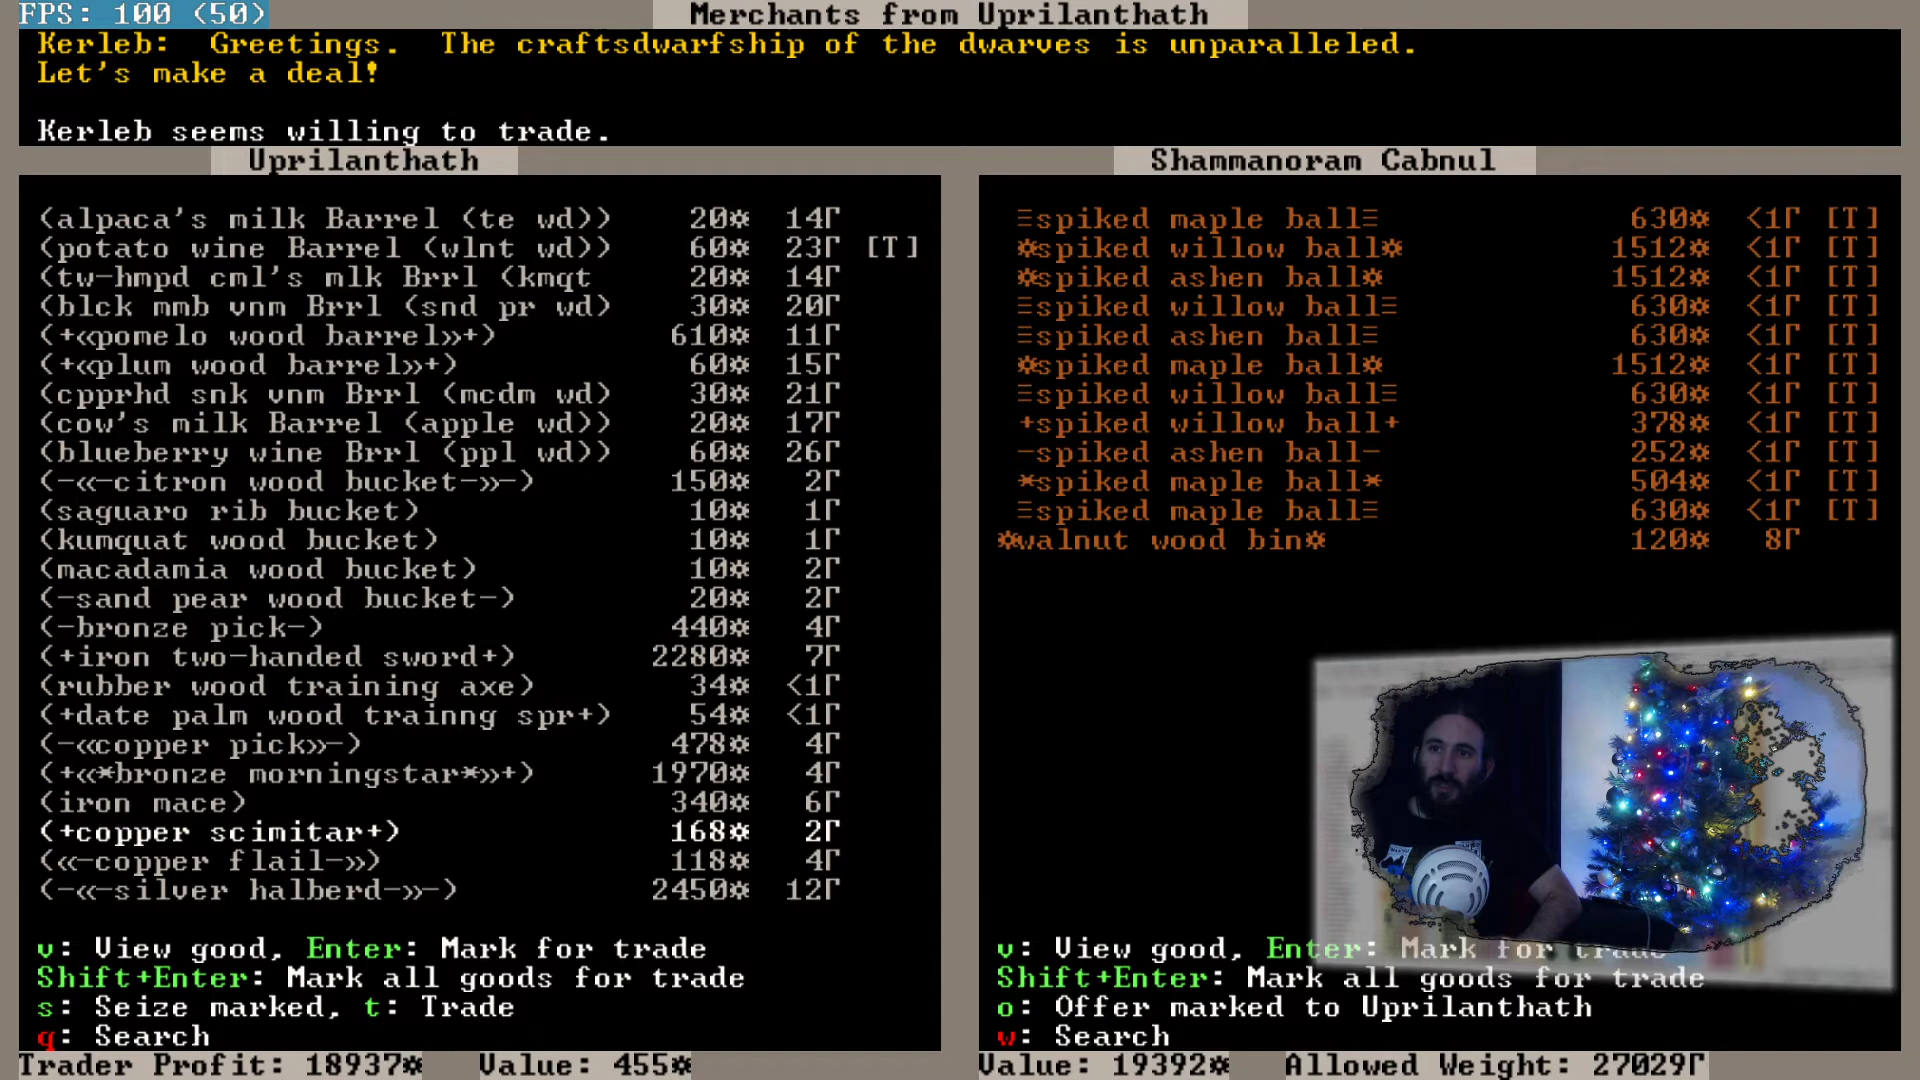 FPS: 100 (50)
Merchants from Uprilanthath
Kerleb:  Greetings.  The craftsdwarfship of the dwarves is unparalleled.
Let's make a deal!
Kerleb seems willing to trade.
Uprilanthath
(alpaca's milk Barrel (te wd)) 20☼ 14Γ
(potato wine Barrel (wlnt wd)) 60☼ 23Γ [T]
(tw-hmpd cml's mlk Brrl (kmqt 20☼ 14Γ
(blck mmb vnm Brrl (snd pr wd) 30☼ 20Γ
(+«pomelo wood barrel»+) 610☼ 11Γ
(+«plum wood barrel»+) 60☼ 15Γ
(cpprhd snk vnm Brrl (mcdm wd) 30☼ 21Γ
(cow's milk Barrel (apple wd)) 20☼ 17Γ
(blueberry wine Brrl (ppl wd)) 60☼ 26Γ
(-«-citron wood bucket-»-) 150☼ 2Γ
(saguaro rib bucket) 10☼ 1Γ
(kumquat wood bucket) 10☼ 1Γ
(macadamia wood bucket) 10☼ 2Γ
(-sand pear wood bucket-) 20☼ 2Γ
(-bronze pick-) 440☼ 4Γ
(+iron two-handed sword+) 2280☼ 7Γ
(rubber wood training axe) 34☼ <1Γ
(+date palm wood trainng spr+) 54☼ <1Γ
(-«copper pick»-) 478☼ 4Γ
(+«*bronze morningstar*»+) 1970☼ 4Γ
(iron mace) 340☼ 6Γ
(+copper scimitar+) 168☼ 2Γ
(«-copper flail-») 118☼ 4Γ
(-«-silver halberd-»-) 2450☼ 12Γ
v: View good, Enter: Mark for trade
Shift+Enter: Mark all goods for trade
s: Seize marked, t: Trade
q: Search
Trader Profit: 18937☼ Value: 455☼
Shammanoram Cabnul
≡spiked maple ball≡ 630☼ <1Γ [T]
☼spiked willow ball☼ 1512☼ <1Γ [T]
☼spiked ashen ball☼ 1512☼ <1Γ [T]
≡spiked willow ball≡ 630☼ <1Γ [T]
≡spiked ashen ball≡ 630☼ <1Γ [T]
☼spiked maple ball☼ 1512☼ <1Γ [T]
≡spiked willow ball≡ 630☼ <1Γ [T]
+spiked willow ball+ 378☼ <1Γ [T]
-spiked ashen ball- 252☼ <1Γ [T]
*spiked maple ball* 504☼ <1Γ [T]
≡spiked maple ball≡ 630☼ <1Γ [T]
☼walnut wood bin☼ 120☼ 8Γ
v: View good, Enter: Mark for trade
Shift+Enter: Mark all goods for trade
o: Offer marked to Uprilanthath
w: Search
Value: 19392☼ Allowed Weight: 27029Γ